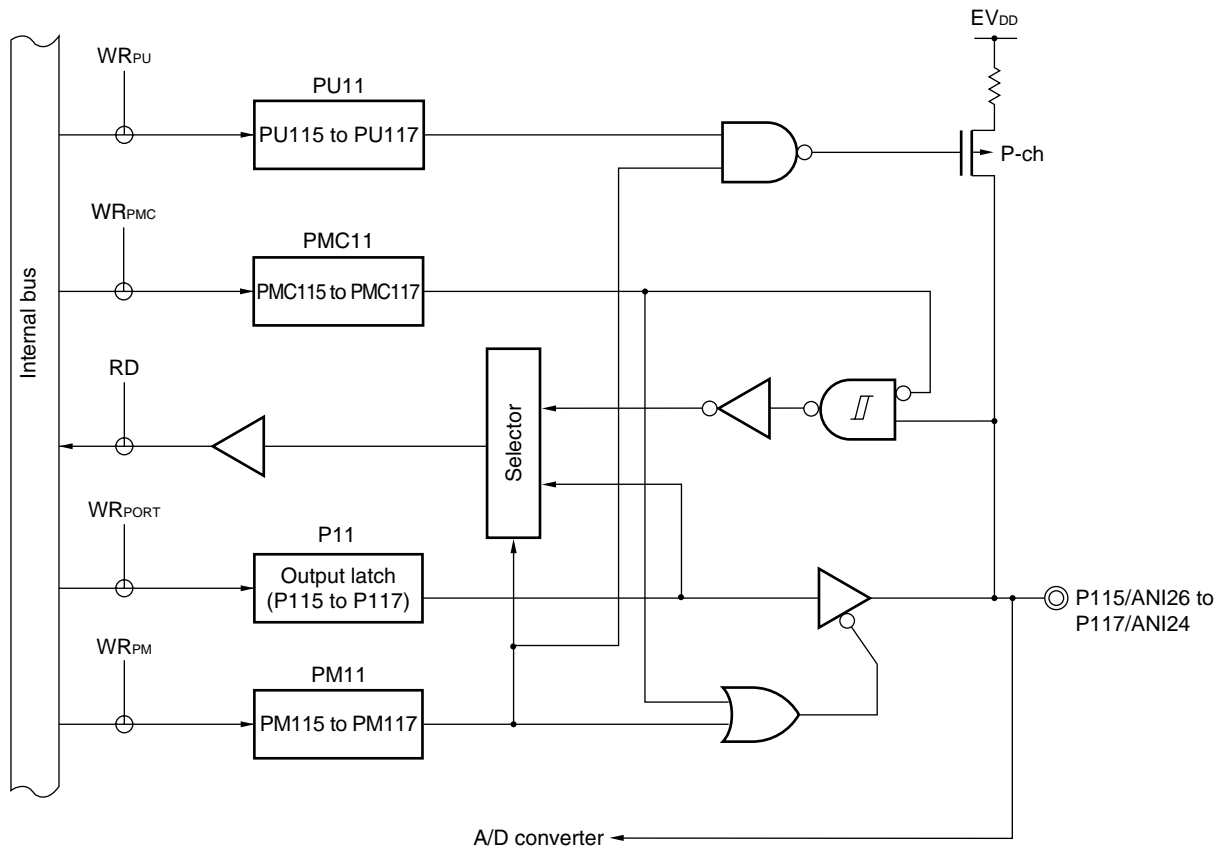 EVDD
WRPU
PU11
PU115 to PU117
P-ch
WRPMC
PMC11
PMC115 to PMC117
Internal bus
RD
Selector
WRPORT
P11
Output latch
(P115 to P117)
P115/ANI26 to
P117/ANI24
WRPM
PM11
PM115 to PM117
A/D converter